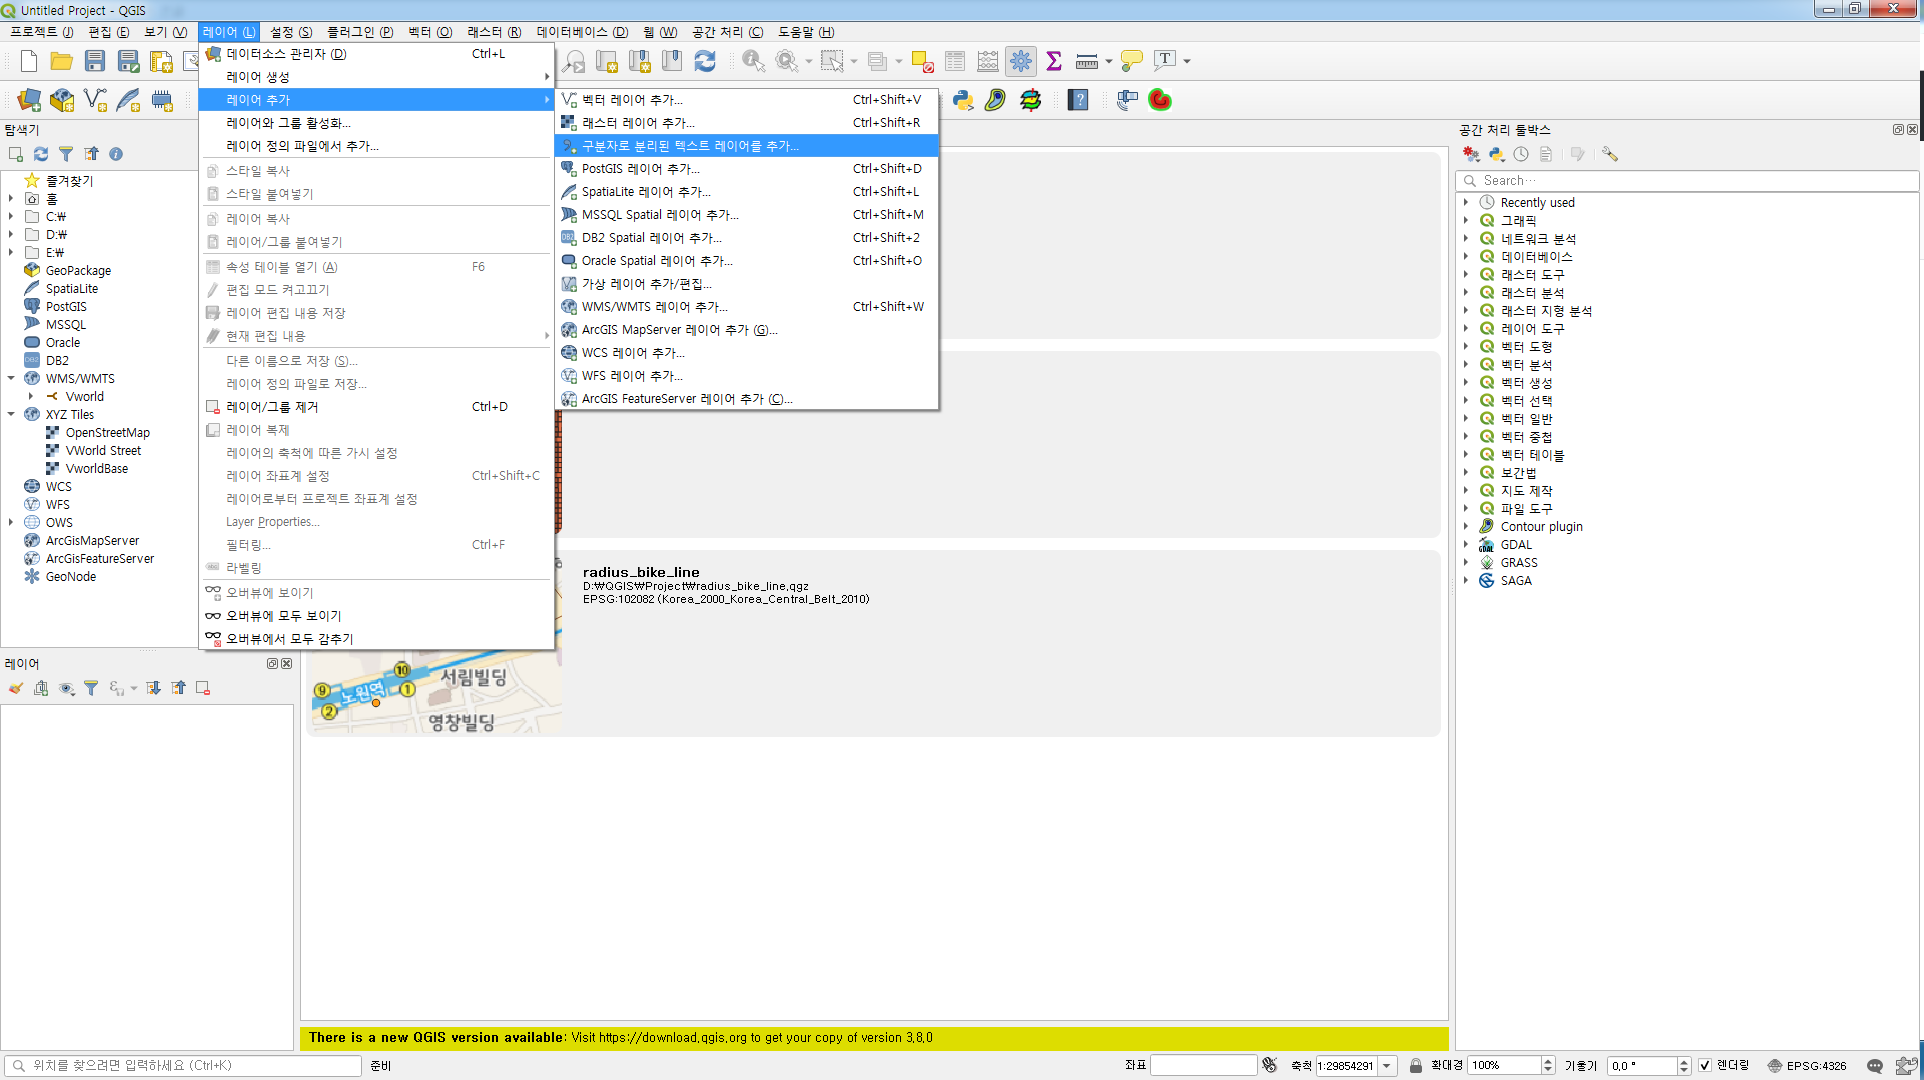 Untitled Project - QGIS
프로젝트 (J) 편집 (E) 보기 (V) 레이어 (L) 설정 (S) 플러그인 (P) 벡터 (O) 래스터 (R) 데이터베이스 (D) 웹 (W) 공간 처리 (C) 도움말 (H)
데이터소스 관리자 (D) Ctrl+L
레이어 생성
레이어 추가
레이어와 그룹 활성화...
레이어 정의 파일에서 추가...
스타일 복사
스타일 붙여넣기
레이어 복사
레이어/그룹 붙여넣기
속성 테이블 열기 (A) F6
편집 모드 켜고끄기
레이어 편집 내용 저장
현재 편집 내용
다른 이름으로 저장 (S)...
레이어 정의 파일로 저장...
레이어/그룹 제거 Ctrl+D
레이어 복제
레이어의 축척에 따른 가시 설정
레이어 좌표계 설정 Ctrl+Shift+C
레이어로부터 프로젝트 좌표계 설정
Layer Properties...
필터링... Ctrl+F
라벨링
오버뷰에 보이기
오버뷰에 모두 보이기
오버뷰에서 모두 감추기
벡터 레이어 추가... Ctrl+Shift+V
래스터 레이어 추가... Ctrl+Shift+R
구분자로 분리된 텍스트 레이어를 추가...
PostGIS 레이어 추가... Ctrl+Shift+D
SpatiaLite 레이어 추가... Ctrl+Shift+L
MSSQL Spatial 레이어 추가... Ctrl+Shift+M
DB2 Spatial 레이어 추가... Ctrl+Shift+2
Oracle Spatial 레이어 추가... Ctrl+Shift+O
가상 레이어 추가/편집...
WMS/WMTS 레이어 추가... Ctrl+Shift+W
ArcGIS MapServer 레이어 추가 (G)...
WCS 레이어 추가...
WFS 레이어 추가...
ArcGIS FeatureServer 레이어 추가 (C)...
탐색기
즐겨찾기
홈
C:₩
D:₩
E:₩
GeoPackage
SpatiaLite
PostGIS
MSSQL
Oracle
DB2
WMS/WMTS
Vworld
XYZ Tiles
OpenStreetMap
VWorld Street
VworldBase
WCS
WFS
OWS
ArcGisMapServer
ArcGisFeatureServer
GeoNode
레이어
radius_bike_line
D:₩QGIS₩Project₩radius_bike_line.qgz
EPSG:102082 (Korea_2000_Korea_Central_Belt_2010)
서림빌딩
노원역
영창빌딩
10
9
1
2
공간 처리 툴박스
Search...
Recently used
그래픽
네트워크 분석
데이터베이스
래스터 도구
래스터 분석
래스터 지형 분석
레이어 도구
벡터 도형
벡터 분석
벡터 생성
벡터 선택
벡터 일반
벡터 중첩
벡터 테이블
보간법
지도 제작
파일 도구
Contour plugin
GDAL
GRASS
SAGA
There is a new QGIS version available: Visit https://download.qgis.org to get your copy of version 3.8.0
위치를 찾으려면 입력하세요 (Ctrl+K) 준비 좌표 축척 1:29854291 확대경 100% 기울기 0.0 ° 렌더링 EPSG:4326